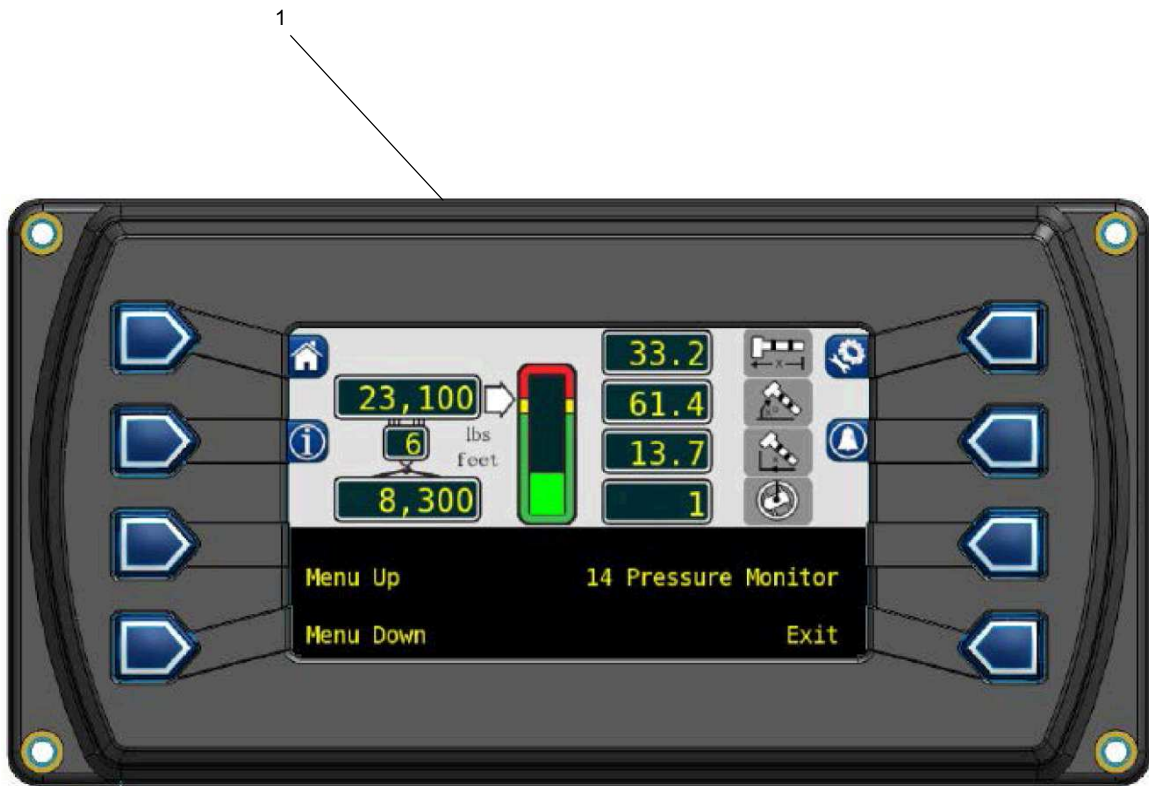 1
33.2
23,100
61.4
6
lbs
feet
13.7
8,300
1
Menu Up
14 Pressure Monitor
Menu Down
Exit